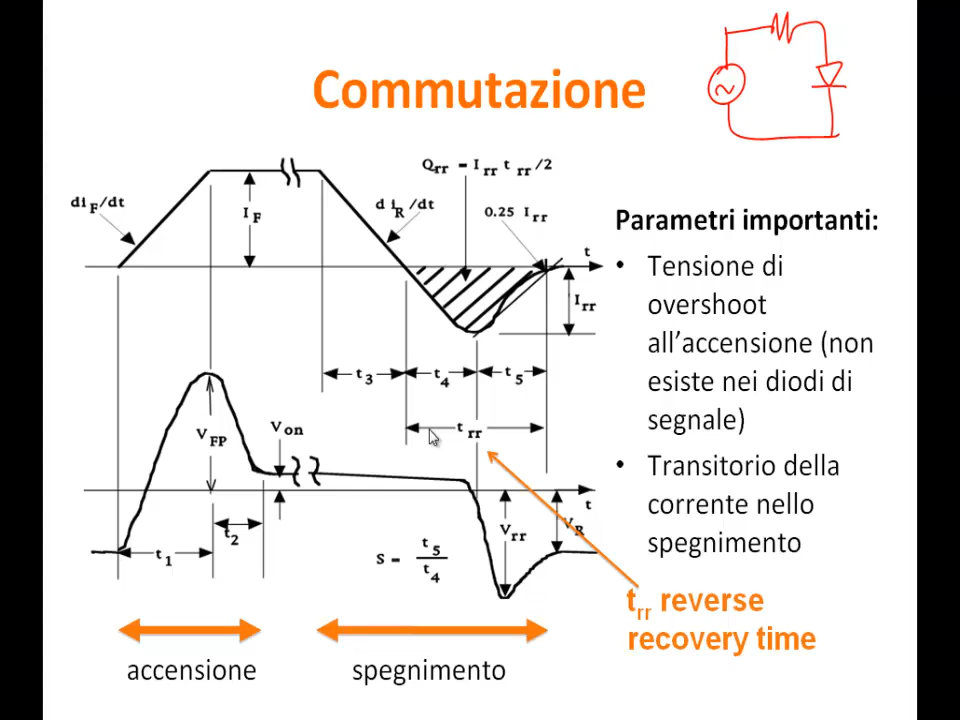 Commutazione
Qrr = Irr trr/2
diF/dt
IF
diR/dt
0.25 Irr
t
Irr
t3
t4
t5
trr
VFP
Von
t
t1
t2
S = t5/t4
Vrr
VR
accensione
spegnimento
Parametri importanti:
• Tensione di
overshoot
all’accensione (non
esiste nei diodi di
segnale)
• Transitorio della
corrente nello
spegnimento
trr reverse
recovery time